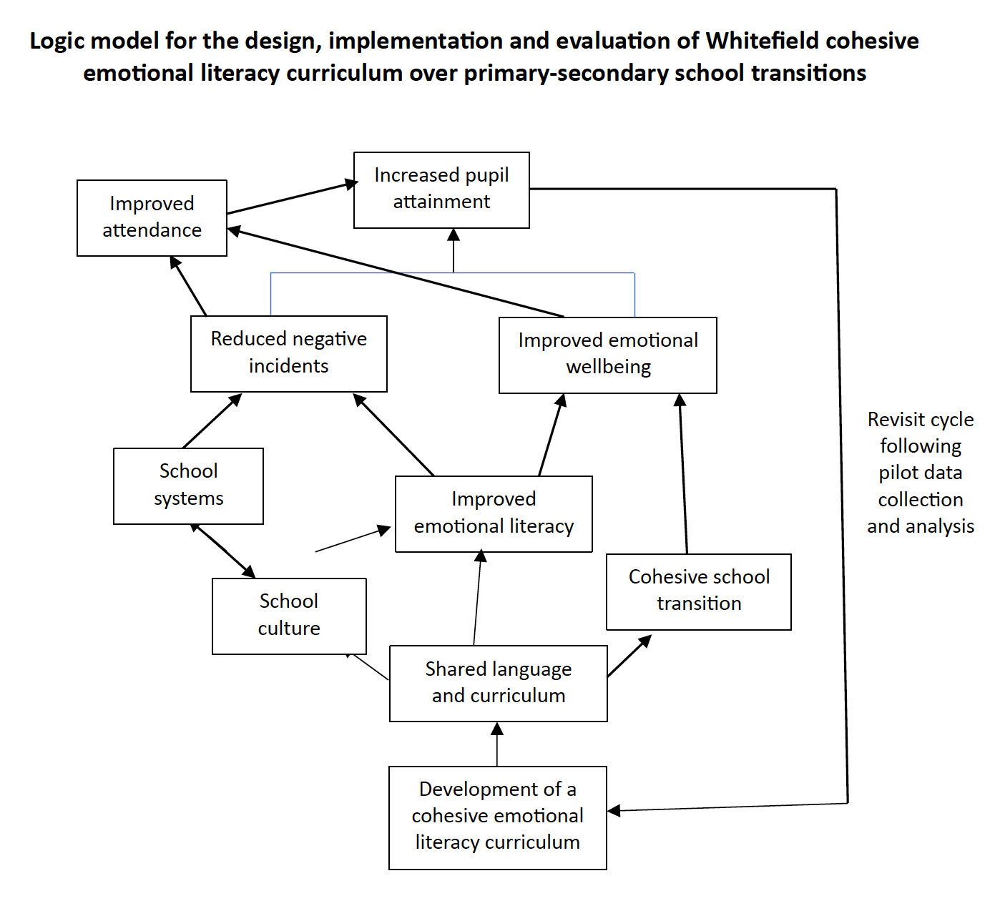 Logic model for the design, implementation and evaluation of Whitefield cohesive
emotional literacy curriculum over primary-secondary school transitions
Increased pupil
attainment
Improved
attendance
Reduced negative
incidents
Improved emotional
wellbeing
Revisit cycle
following
pilot data
collection
and analysis
School
systems
Improved
emotional literacy
Cohesive school
transition
School
culture
Shared language
and curriculum
Development of a
cohesive emotional
literacy curriculum